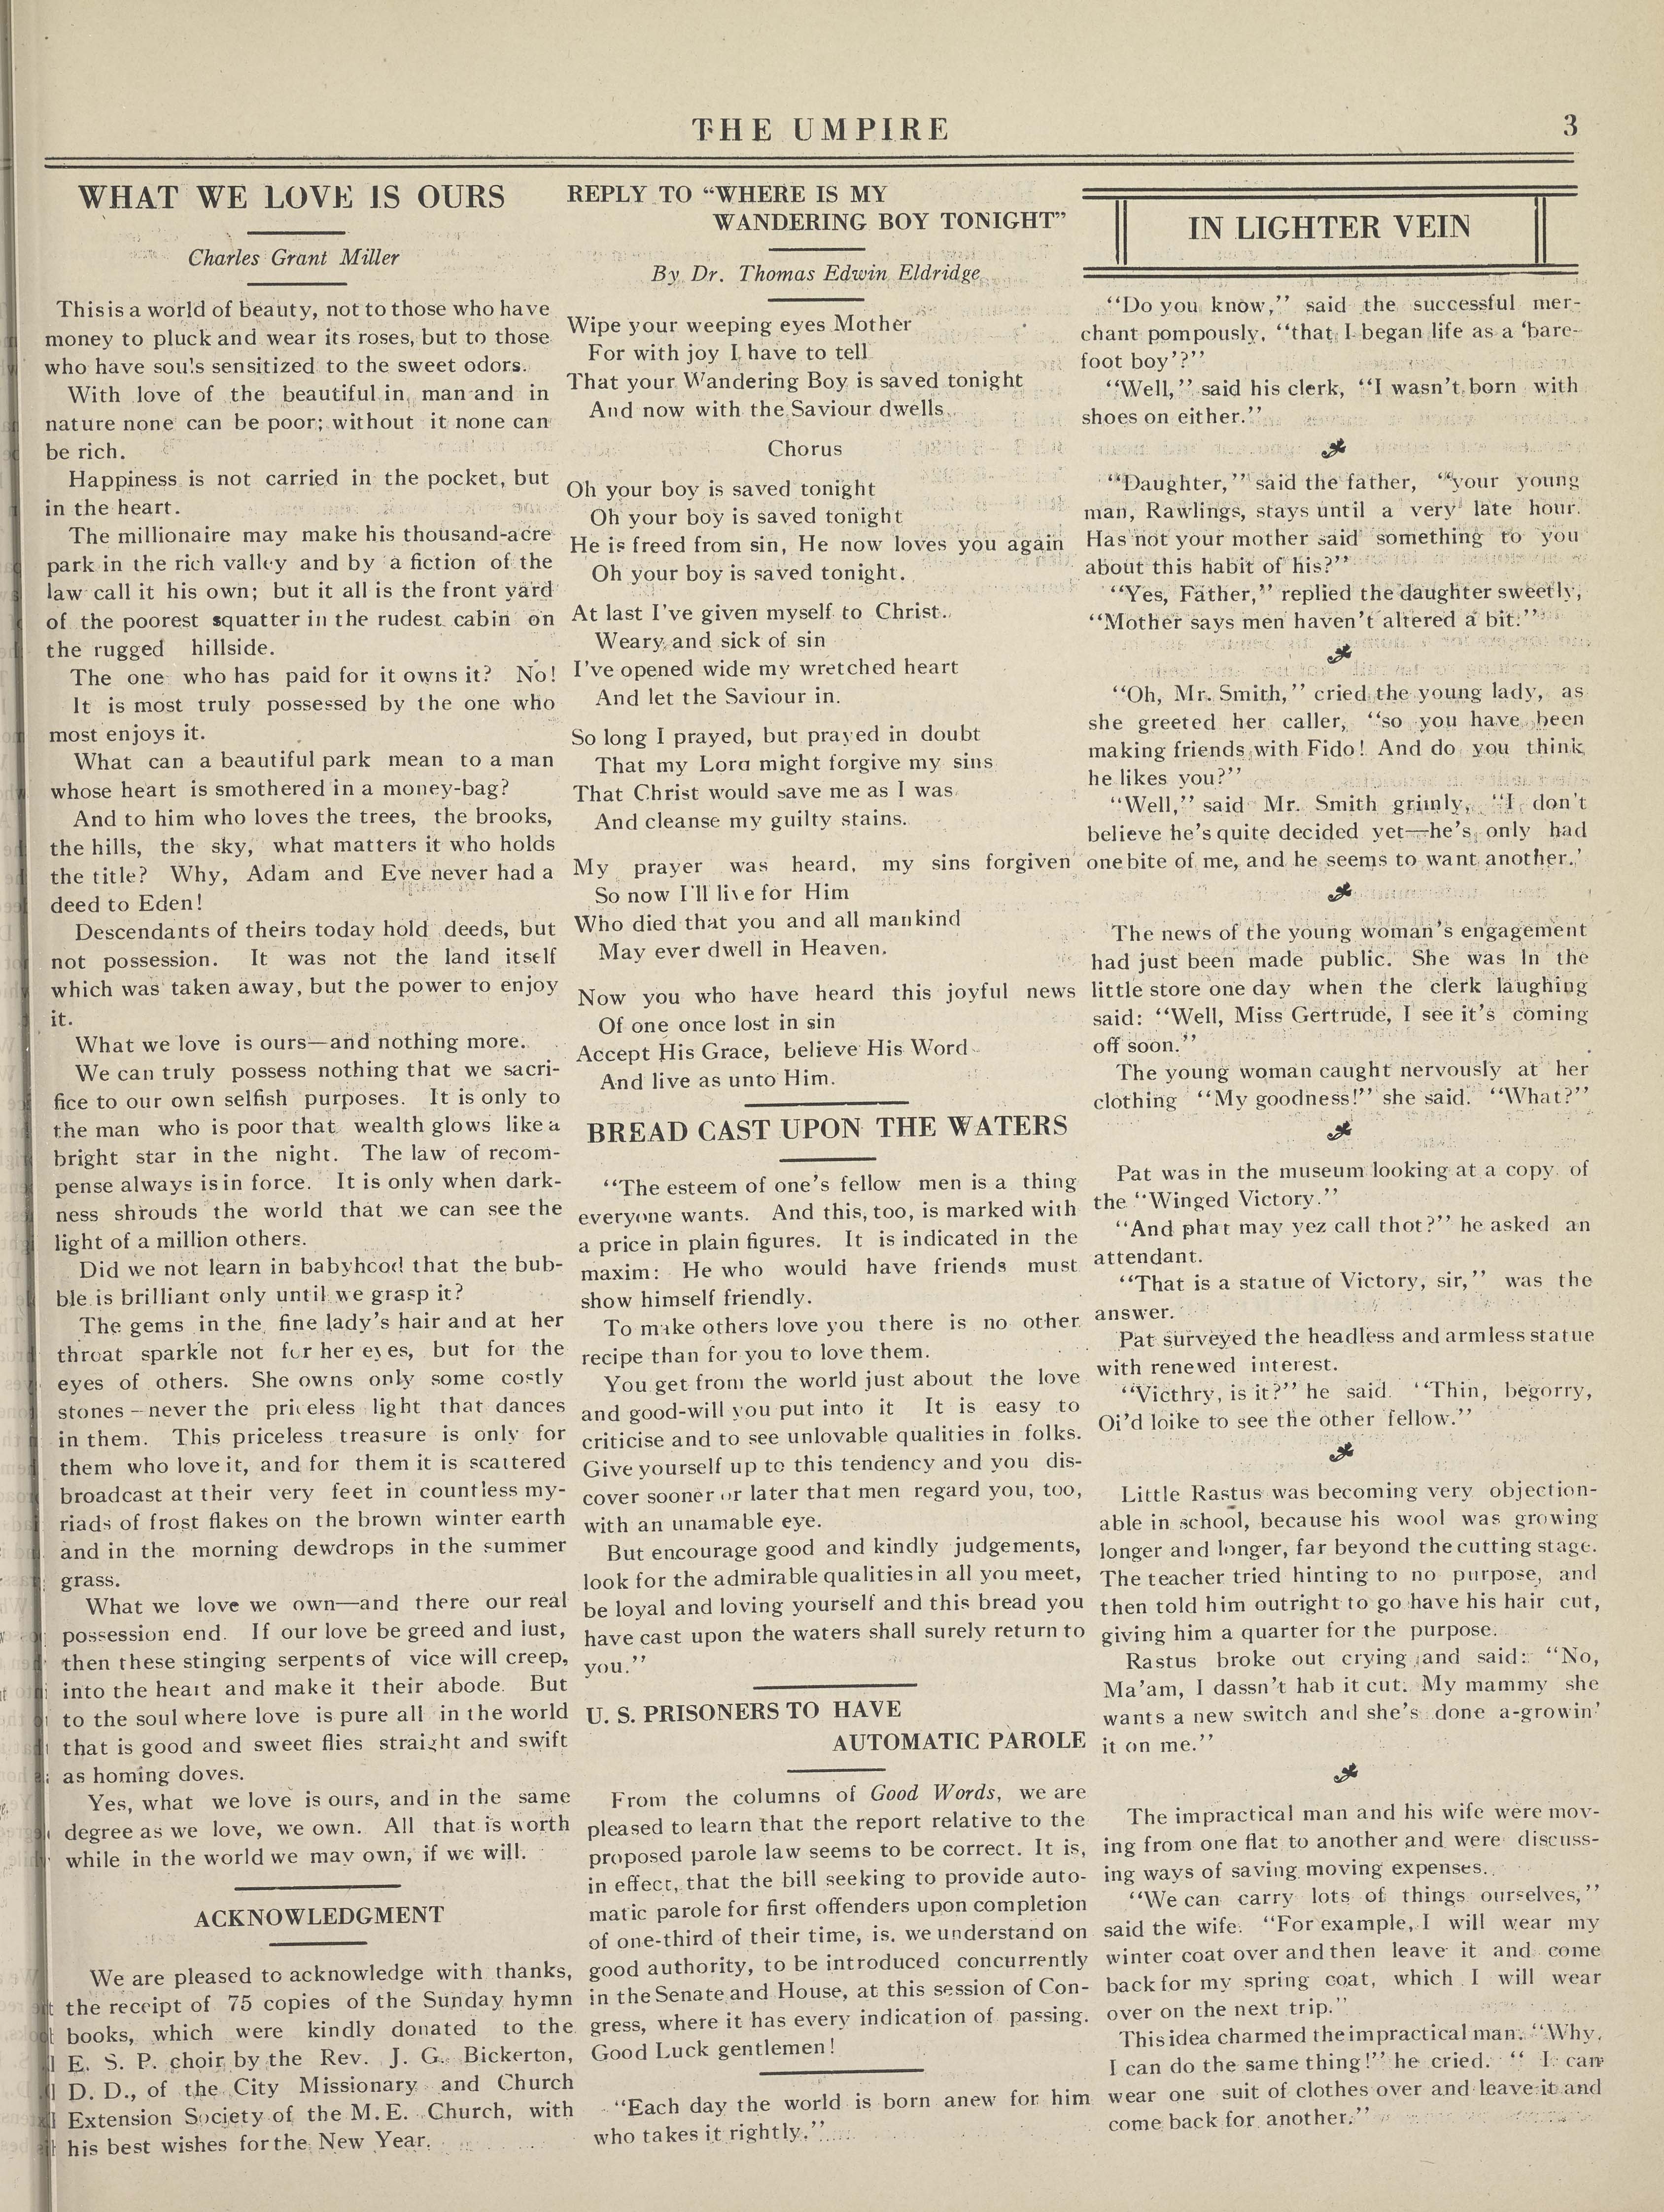 THE UMPIRE
3
WHAT WE LOVE IS OURS
Charles Grant Miller
This is a world of beauty, not to those who have
money to pluck and wear its roses, but to those
who have souls sensitized to the sweet odors.
With love of the beautiful in man and in
nature none can be poor; without it none can
be rich.
Happiness is not carried in the pocket, but
in the heart.
The millionaire may make his thousand-acre
park in the rich valley and by a fiction of the
law call it his own; but it all is the front yard
of the poorest squatter in the rudest cabin on
the rugged hillside.
The one who has paid for it owns it? No!
It is most truly possessed by the one who
most enjoys it.
What can a beautiful park mean to a man
whose heart is smothered in a money-bag?
And to him who loves the trees, the brooks,
the hills, the sky, what matters it who holds
the title? Why, Adam and Eve never had a
deed to Eden!
Descendants of theirs today hold deeds, but
not possession. It was not the land itself
which was taken away, but the power to enjoy
it.
What we love is ours—and nothing more.
We can truly possess nothing that we sacri-
fice to our own selfish purposes. It is only to
the man who is poor that wealth glows like a
bright star in the night. The law of recom-
pense always is in force. It is only when dark-
ness shrouds the world that we can see the
light of a million others.
Did we not learn in babyhood that the bub-
ble is brilliant only until we grasp it?
The gems in the fine lady's hair and at her
throat sparkle not for her eyes, but for the
eyes of others. She owns only some costly
stones—never the priceless light that dances
in them. This priceless treasure is only for
them who love it, and for them it is scattered
broadcast at their very feet in countless my-
riads of frost flakes on the brown winter earth
and in the morning dewdrops in the summer
grass.
What we love we own—and there our real
possession end. If our love be greed and lust,
then these stinging serpents of vice will creep,
into the heart and make it their abode. But
to the soul where love is pure all in the world
that is good and sweet flies straight and swift
as homing doves.
Yes, what we love is ours, and in the same
degree as we love, we own. All that is worth
while in the world we may own, if we will.
ACKNOWLEDGMENT
We are pleased to acknowledge with thanks,
the receipt of 75 copies of the Sunday hymn
books, which were kindly donated to the
E. S. P. choir by the Rev. J. G. Bickerton,
D. D., of the City Missionary and Church
Extension Society of the M. E. Church, with
his best wishes for the New Year.
REPLY TO "WHERE IS MY
WANDERING BOY TONIGHT"
By Dr. Thomas Edwin Eldridge
Wipe your weeping eyes Mother
For with joy I have to tell
That your Wandering Boy is saved tonight
And now with the Saviour dwells.
Chorus
Oh your boy is saved tonight
Oh your boy is saved tonight
He is freed from sin, He now loves you again
Oh your boy is saved tonight.
At last I've given myself to Christ.
Weary and sick of sin
I've opened wide my wretched heart
And let the Saviour in.
So long I prayed, but prayed in doubt
That my Lord might forgive my sins
That Christ would save me as I was
And cleanse my guilty stains.
My prayer was heard, my sins forgiven
So now I'll live for Him
Who died that you and all mankind
May ever dwell in Heaven.
Now you who have heard this joyful news
Of one once lost in sin
Accept His Grace, believe His Word
And live as unto Him.
BREAD CAST UPON THE WATERS
"The esteem of one's fellow men is a thing
everyone wants. And this, too, is marked with
a price in plain figures. It is indicated in the
maxim: He who would have friends must
show himself friendly.
To make others love you there is no other
recipe than for you to love them.
You get from the world just about the love
and good-will you put into it It is easy to
criticise and to see unlovable qualities in folks.
Give yourself up to this tendency and you dis-
cover sooner or later that men regard you, too,
with an unamable eye.
But encourage good and kindly judgements,
look for the admirable qualities in all you meet,
be loyal and loving yourself and this bread you
have cast upon the waters shall surely return to
you."
U. S. PRISONERS TO HAVE
AUTOMATIC PAROLE
From the columns of Good Words, we are
pleased to learn that the report relative to the
proposed parole law seems to be correct. It is,
in effect, that the bill seeking to provide auto-
matic parole for first offenders upon completion
of one-third of their time, is, we understand on
good authority, to be introduced concurrently
in the Senate and House, at this session of Con-
gress, where it has every indication of passing.
Good Luck gentlemen!
"Each day the world is born anew for him
who takes it rightly."
IN LIGHTER VEIN
"Do you know," said the successful mer-
chant pompously, "that I began life as a 'bare-
foot boy'?"
"Well," said his clerk, "I wasn't born with
shoes on either."
"Daughter," said the father, "your young
man, Rawlings, stays until a very late hour.
Has not your mother said something to you
about this habit of his?"
"Yes, Father," replied the daughter sweetly,
"Mother says men haven't altered a bit."
"Oh, Mr. Smith," cried the young lady, as
she greeted her caller, "so you have been
making friends with Fido! And do you think
he likes you?"
"Well," said Mr. Smith grimly, "I don't
believe he's quite decided yet—he's only had
one bite of me, and he seems to want another.'
The news of the young woman's engagement
had just been made public. She was In the
little store one day when the clerk laughing
said: "Well, Miss Gertrude, I see it's coming
off soon."
The young woman caught nervously at her
clothing "My goodness!" she said. "What?"
Pat was in the museum looking at a copy of
the "Winged Victory."
"And phat may yez call thot?" he asked an
attendant.
"That is a statue of Victory, sir," was the
answer.
Pat surveyed the headless and armless statue
with renewed interest.
"Victhry, is it?" he said. "Thin, begorry,
Oi'd loike to see the other fellow."
Little Rastus was becoming very objection-
able in school, because his wool was growing
longer and longer, far beyond the cutting stage.
The teacher tried hinting to no purpose, and
then told him outright to go have his hair cut,
giving him a quarter for the purpose.
Rastus broke out crying and said: "No,
Ma'am, I dassn't hab it cut. My mammy she
wants a new switch and she's done a-growin'
it on me."
The impractical man and his wife were mov-
ing from one flat to another and were discuss-
ing ways of saving moving expenses.
"We can carry lots of things ourselves,"
said the wife. "For example, I will wear my
winter coat over and then leave it and come
back for my spring coat, which I will wear
over on the next trip."
This idea charmed the impractical man. "Why,
I can do the same thing!" he cried. " I can
wear one suit of clothes over and leave it and
come back for another."